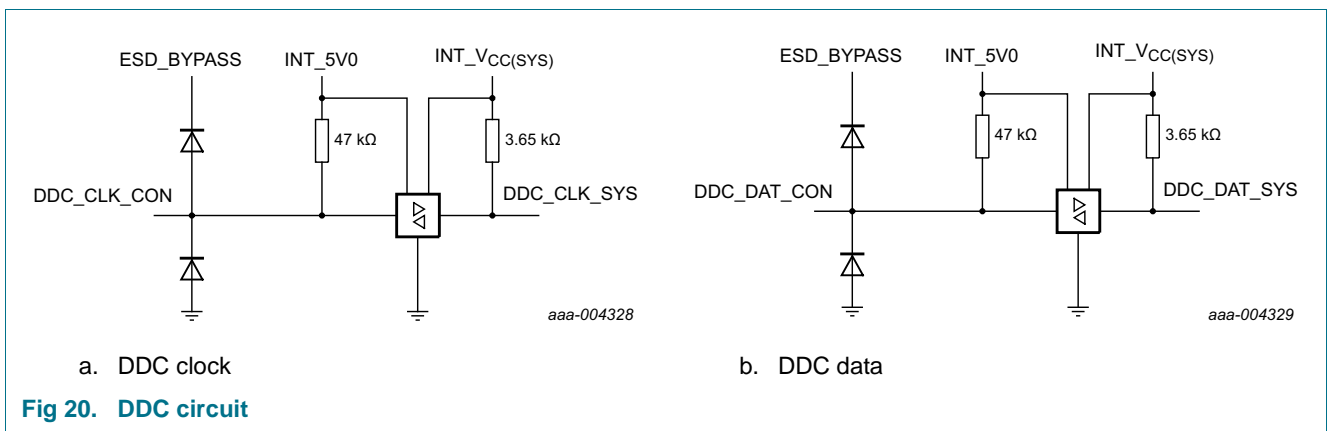 ESD_BYPASS INT_5V0 INT_VCC(SYS)
47 kΩ 3.65 kΩ
DDC_CLK_CON DDC_CLK_SYS
aaa-004328
a. DDC clock
ESD_BYPASS INT_5V0 INT_VCC(SYS)
47 kΩ 3.65 kΩ
DDC_DAT_CON DDC_DAT_SYS
aaa-004329
b. DDC data
Fig 20. DDC circuit